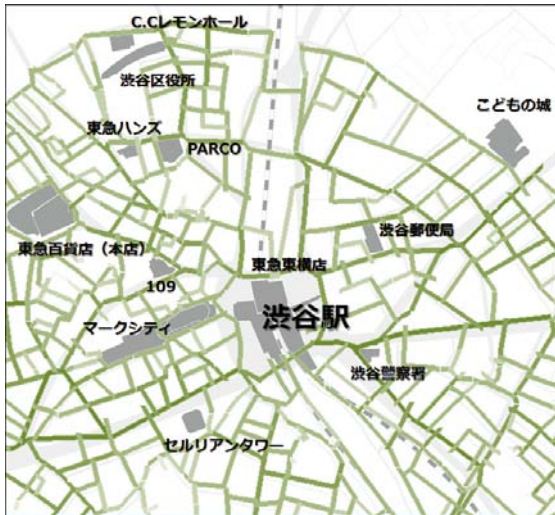 C.Cレモンホール
渋谷区役所
こどもの城
東急ハンズ
PARCO
渋谷郵便局
東急百貨店（本店）
東急東横店
109
渋谷駅
マークシティ
渋谷警察署
セルリアンタワー